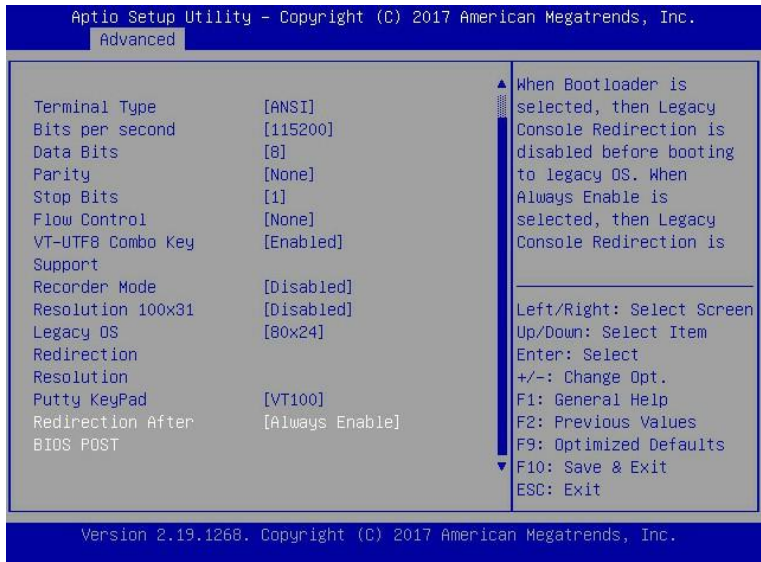 Aptio Setup Utility – Copyright (C) 2017 American Megatrends, Inc.
Advanced
Terminal Type [ANSI]
Bits per second [115200]
Data Bits [8]
Parity [None]
Stop Bits [1]
Flow Control [None]
VT-UTF8 Combo Key [Enabled]
Support
Recorder Mode [Disabled]
Resolution 100x31 [Disabled]
Legacy OS [80x24]
Redirection
Resolution
Putty KeyPad [VT100]
Redirection After [Always Enable]
BIOS POST
When Bootloader is
selected, then Legacy
Console Redirection is
disabled before booting
to legacy OS. When
Always Enable is
selected, then Legacy
Console Redirection is
Left/Right: Select Screen
Up/Down: Select Item
Enter: Select
+/-: Change Opt.
F1: General Help
F2: Previous Values
F9: Optimized Defaults
F10: Save & Exit
ESC: Exit
Version 2.19.1268. Copyright (C) 2017 American Megatrends, Inc.